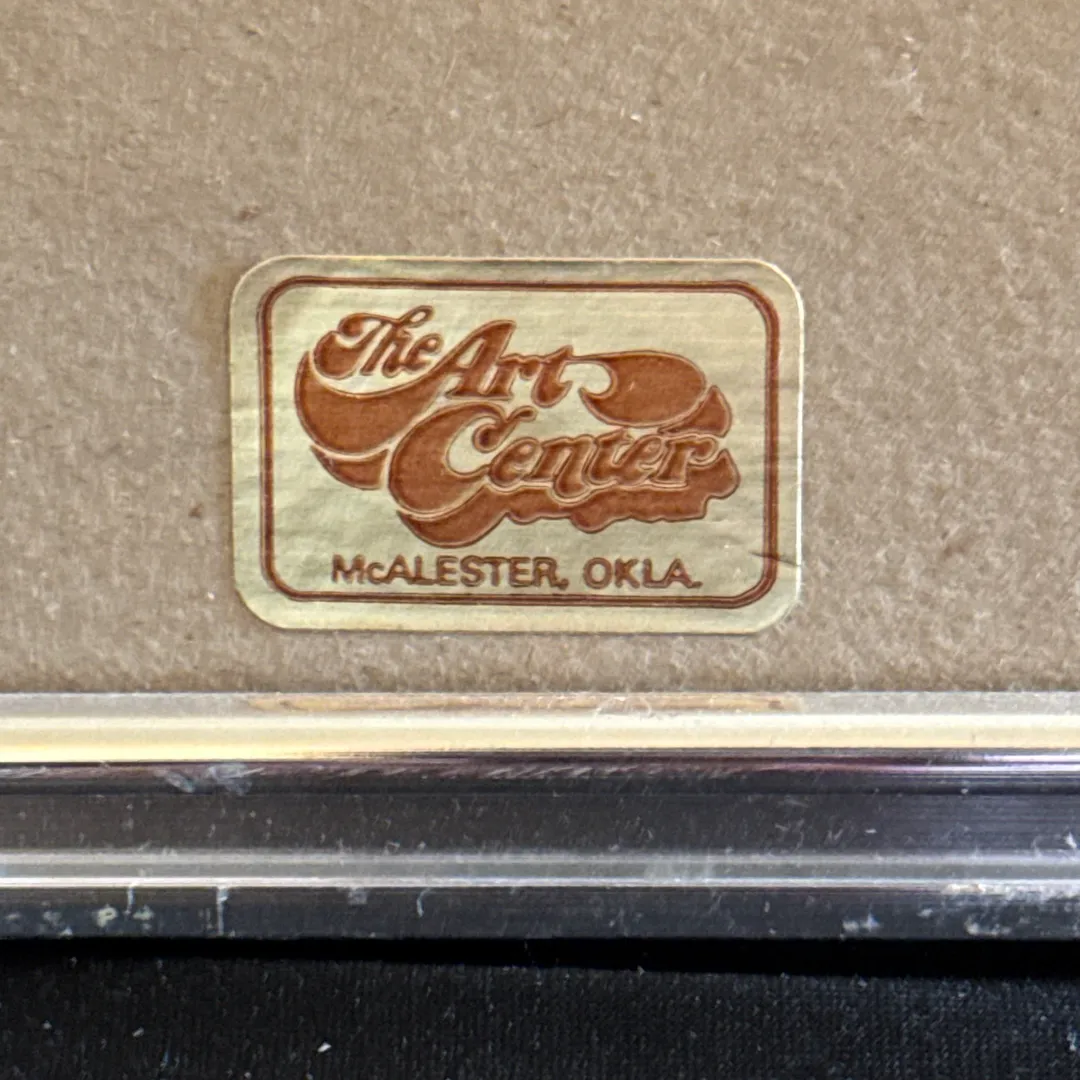 The Art
Center
McALESTER, OKLA.